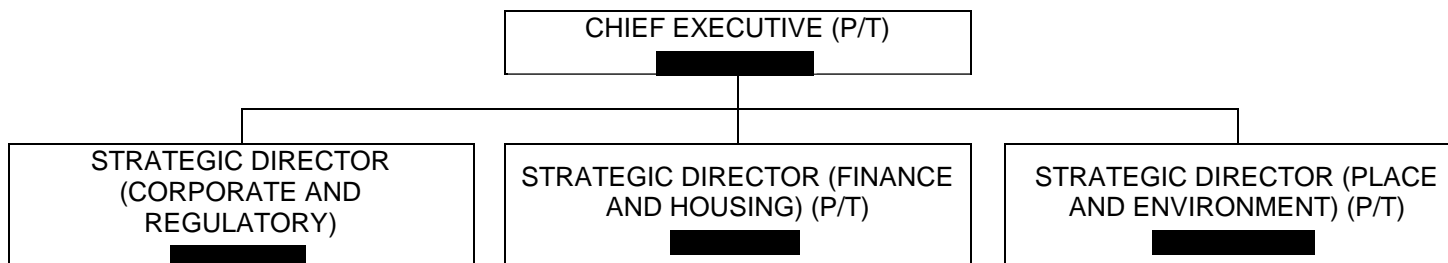 CHIEF EXECUTIVE (P/T)
STRATEGIC DIRECTOR
(CORPORATE AND
REGULATORY)
STRATEGIC DIRECTOR (FINANCE
AND HOUSING) (P/T)
STRATEGIC DIRECTOR (PLACE
AND ENVIRONMENT) (P/T)